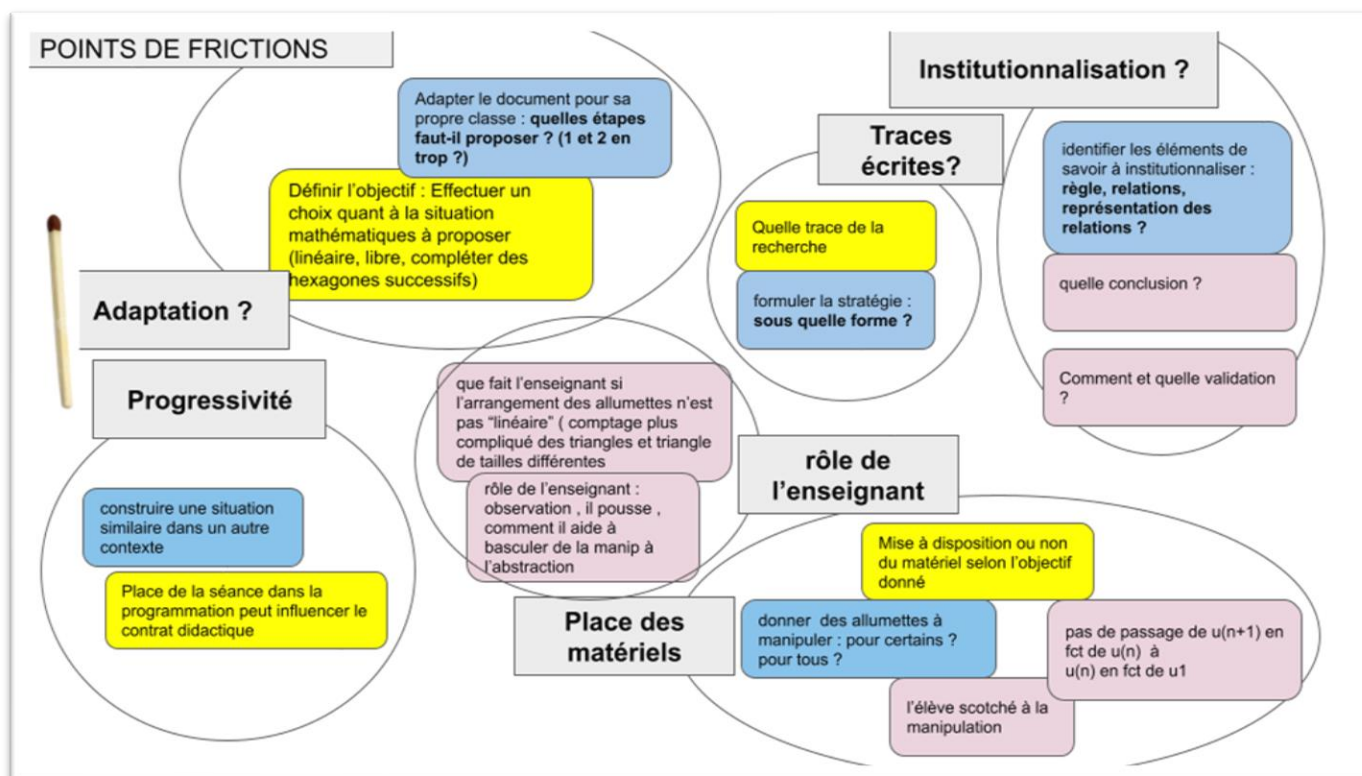 POINTS DE FRICTIONS
Adapter le document pour sa
propre classe : quelles étapes
faut-il proposer ? (1 et 2 en
trop ?)
Définir l'objectif : Effectuer un
choix quant à la situation
mathématiques à proposer
(linéaire, libre, compléter des
hexagones successifs)
Adaptation ?
Institutionnalisation ?
identifier les éléments de
savoir à institutionnaliser :
règle, relations,
représentation des
relations ?
quelle conclusion ?
Comment et quelle validation
?
Traces
écrites?
Quelle trace de la
recherche
formuler la stratégie :
sous quelle forme ?
Progressivité
construire une situation
similaire dans un autre
contexte
Place de la séance dans la
programmation peut influencer le
contrat didactique
que fait l'enseignant si
l'arrangement des allumettes n'est
pas "linéaire" ( comptage plus
compliqué des triangles et triangle
de tailles différentes
rôle de l'enseignant :
observation , il pousse ,
comment il aide à
basculer de la manip à
l'abstraction
rôle de
l'enseignant
Place des
matériels
Mise à disposition ou non
du matériel selon l'objectif
donné
donner des allumettes à
manipuler : pour certains ?
pour tous ?
pas de passage de u(n+1) en
fct de u(n) à
u(n) en fct de u1
l'élève scotché à la
manipulation